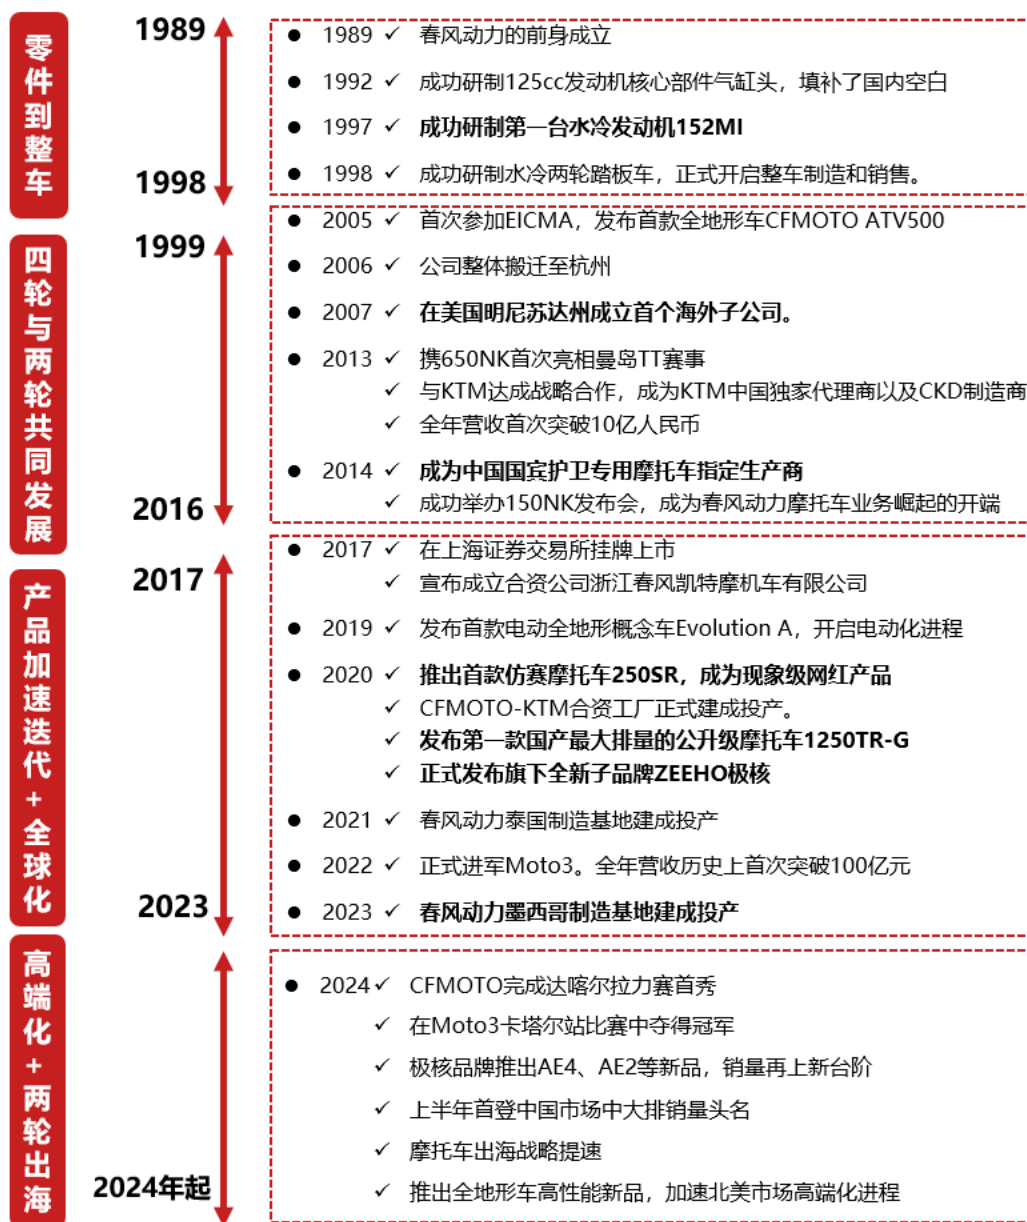 零件到整车
1989
1998
1989 ✓ 春风动力的前身成立
1992 ✓ 成功研制125cc发动机核心部件气缸头，填补了国内空白
1997 ✓ 成功研制第一台水冷发动机152MI
1998 ✓ 成功研制水冷两轮踏板车，正式开启整车制造和销售。
四轮与两轮共同发展
1999
2016
2005 ✓ 首次参加EICMA，发布首款全地形车CFMOTO ATV500
2006 ✓ 公司整体搬迁至杭州
2007 ✓ 在美国明尼苏达州成立首个海外子公司。
2013 ✓ 携650NK首次亮相曼岛TT赛事
✓ 与KTM达成战略合作，成为KTM中国独家代理商以及CKD制造商
✓ 全年营收首次突破10亿人民币
2014 ✓ 成为中国国宾护卫专用摩托车指定生产商
✓ 成功举办150NK发布会，成为春风动力摩托车业务崛起的开端
产品加速迭代+全球化
2017
2023
2017 ✓ 在上海证券交易所挂牌上市
✓ 宣布成立合资公司浙江春风凯特摩机车有限公司
2019 ✓ 发布首款电动全地形概念车Evolution A，开启电动化进程
2020 ✓ 推出首款仿赛摩托车250SR，成为现象级网红产品
✓ CFMOTO-KTM合资工厂正式建成投产。
✓ 发布第一款国产最大排量的公升级摩托车1250TR-G
✓ 正式发布旗下全新子品牌ZEEHO极核
2021 ✓ 春风动力泰国制造基地建成投产
2022 ✓ 正式进军Moto3。全年营收历史上首次突破100亿元
2023 ✓ 春风动力墨西哥制造基地建成投产
高端化+两轮出海
2024年起
2024 ✓ CFMOTO完成达喀尔拉力赛首秀
✓ 在Moto3卡塔尔站比赛中夺得冠军
✓ 极核品牌推出AE4、AE2等新品，销量再上新台阶
✓ 上半年首登中国市场中大排销量头名
✓ 摩托车出海战略提速
✓ 推出全地形车高性能新品，加速北美市场高端化进程